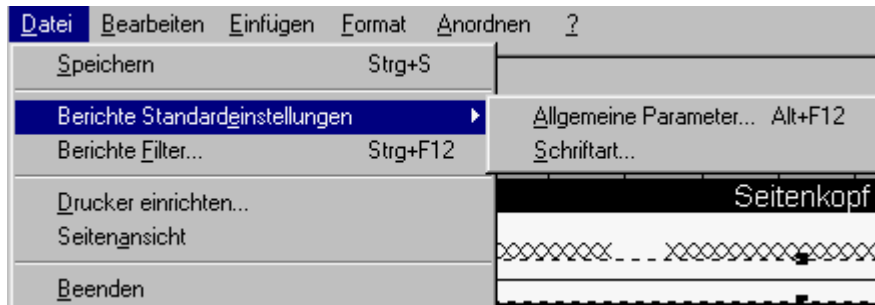 Datei Bearbeiten Einfügen Format Anordnen ?
Speichern Strg+S
Berichte Standardeinstellungen
Allgemeine Parameter... Alt+F12
Berichte Filter... Strg+F12
Schriftart...
Drucker einrichten...
Seitenkopf
Seitenansicht
XXXXXXXX___XXXXXXXXXXXXXXX
Beenden